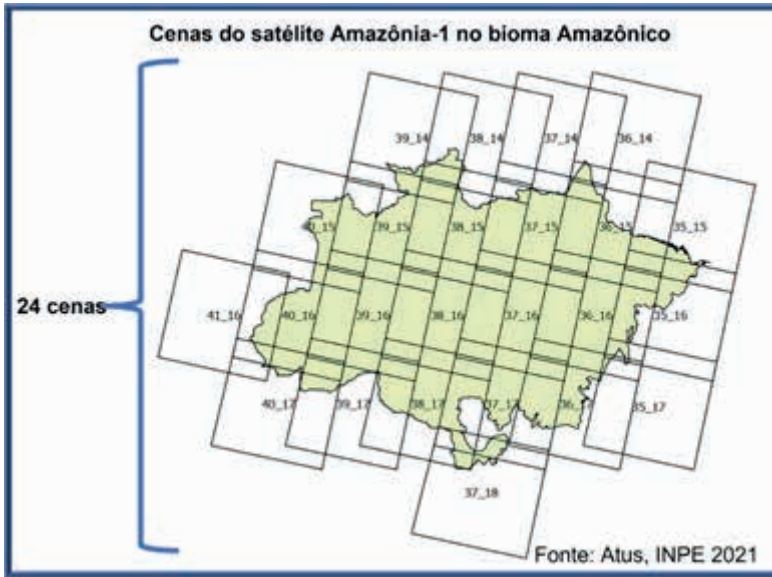 Cenas do satélite Amazônia-1 no bioma Amazônico
39_14 38_14 37_14 36_14
40_15 39_15 38_15 37_15 36_15 35_15
24 cenas
41_16 40_16 39_16 38_16 37_16 36_16 35_16
40_17 39_17 38_17 37_17 36_17 35_17
37_18
Fonte: Atus, INPE 2021